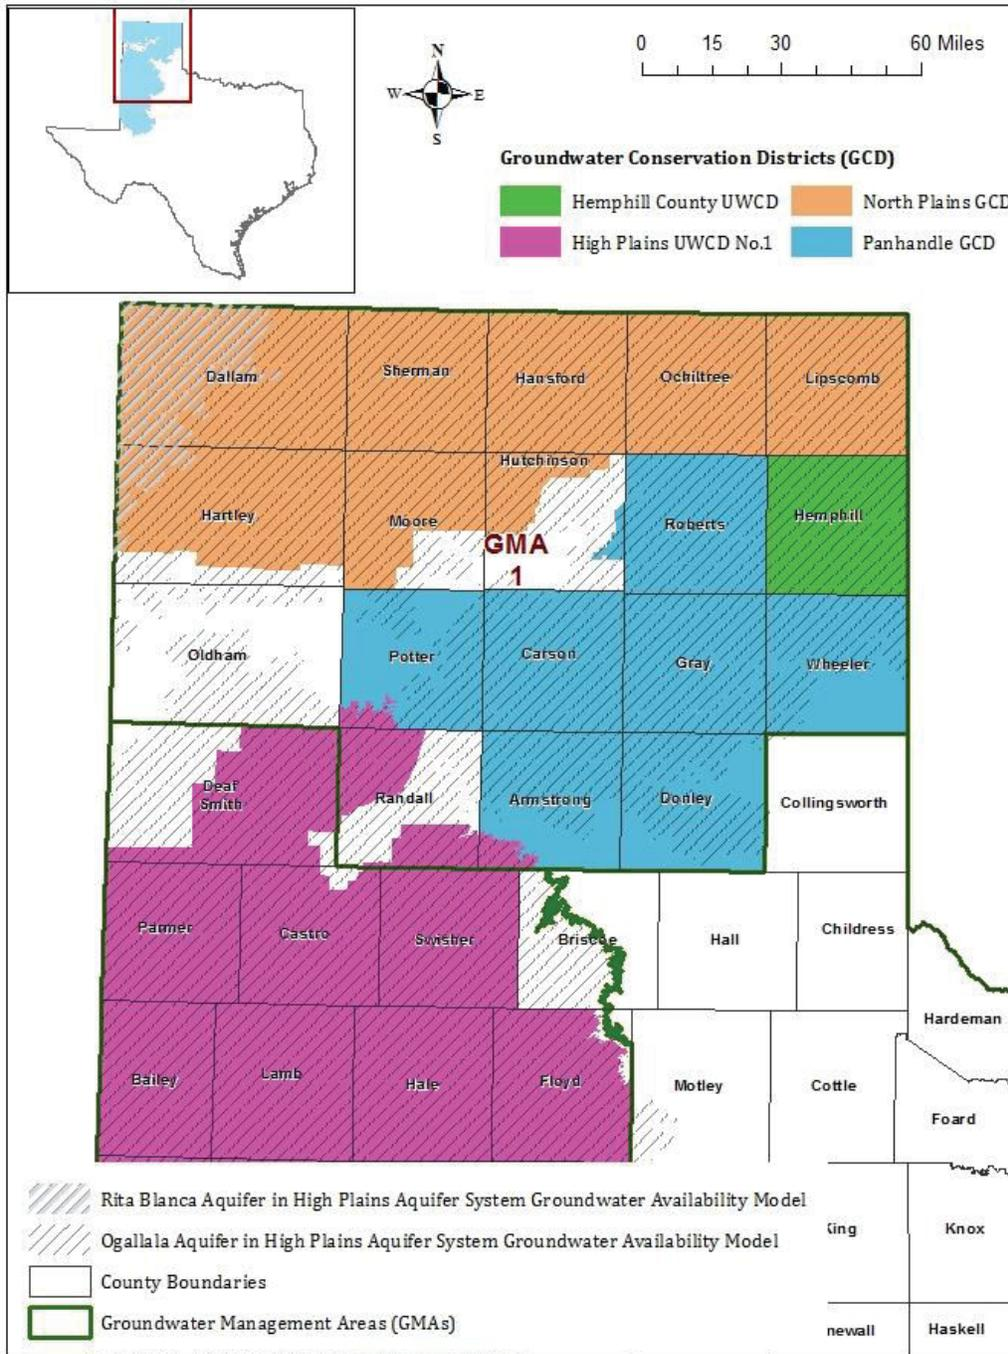 N
W E
S
0 15 30 60 Miles
Groundwater Conservation Districts (GCD)
Hemphill County UWCD North Plains GCD
High Plains UWCD No.1 Panhandle GCD
Dallam Sherman Hansford Ochiltree Lipscomb
Hutchinson
Hartley Moore Roberts Hemphill
GMA
1
Oldham Potter Carson Gray Wheeler
Deaf
Smith Randall Armstrong Donley Collingsworth
Parmer Castro Swisher Briscoe Hall Childress
Hardeman
Bailey Lamb Hale Floyd Motley Cottle
Foard
Rita Blanca Aquifer in High Plains Aquifer System Groundwater Availability Model
Ogallala Aquifer in High Plains Aquifer System Groundwater Availability Model
King Knox
County Boundaries
Groundwater Management Areas (GMAs)
newall Haskell